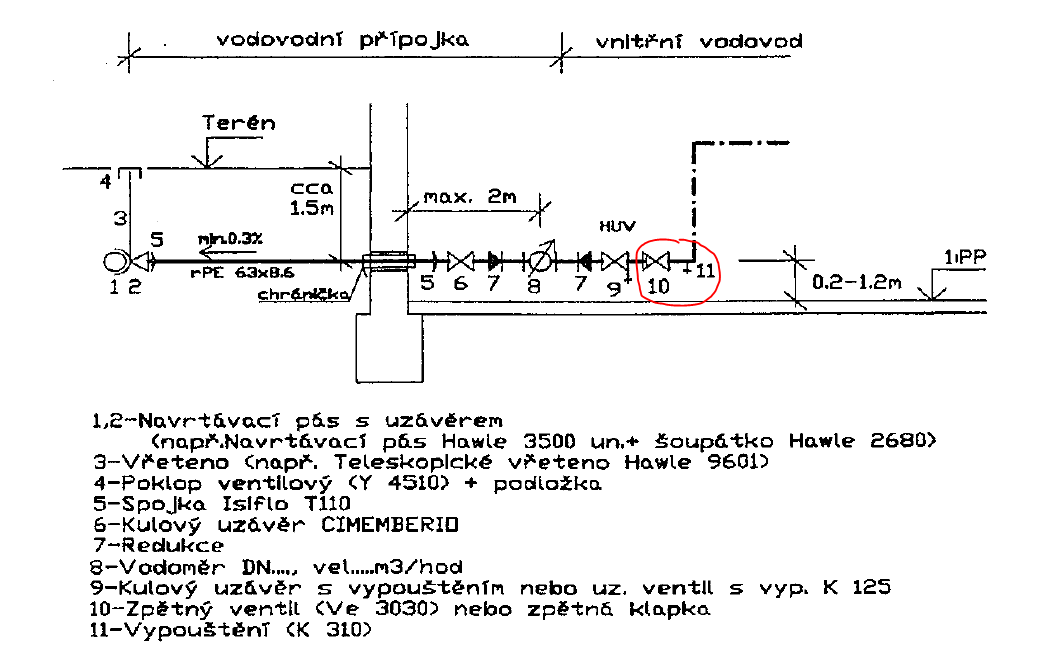 vodovodní přípojka
vnitřní vodovod
Terén
4
cca
1.5m
max. 2m
3
HUV
5
min.0.3%
1 2
rPE 63x8.6
chránička
5 6 7 8 7 9 10 11
1.PP
0.2-1.2m
1,2-Navrtávací pás s uzávěrem
(např.Navrtávací pás Hawle 3500 un.+ šoupátko Hawle 2680)
3-Vřeteno (např. Teleskopické vřeteno Hawle 9601)
4-Poklop ventilový (Y 4510) + podložka
5-Spojka Isiflo T110
6-Kulový uzávěr CIMEMBERIO
7-Redukce
8-Vodoměr DN...., vel.....m3/hod
9-Kulový uzávěr s vypouštěním nebo uz. ventil s vyp. K 125
10-Zpětný ventil (Ve 3030) nebo zpětná klapka
11-Vypouštění (K 310)